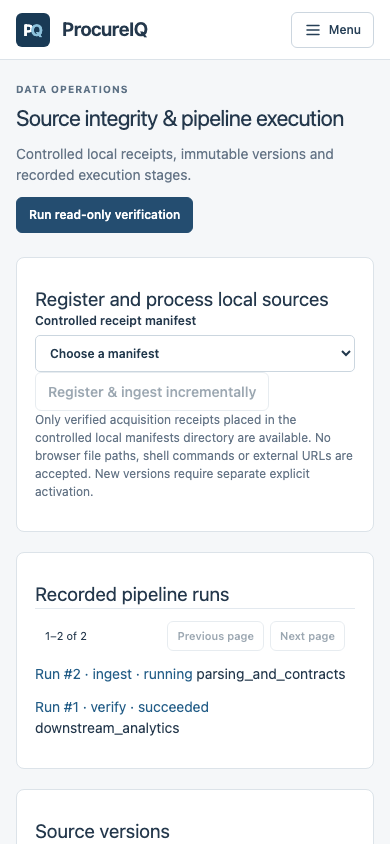 PQ ProcureIQ
Menu
DATA OPERATIONS
Source integrity & pipeline execution
Controlled local receipts, immutable versions and
recorded execution stages.
Run read-only verification
Register and process local sources
Controlled receipt manifest
Choose a manifest
Register & ingest incrementally
Only verified acquisition receipts placed in the
controlled local manifests directory are available. No
browser file paths, shell commands or external URLs are
accepted. New versions require separate explicit
activation.
Recorded pipeline runs
1–2 of 2
Previous page
Next page
Run #2 · ingest · running parsing_and_contracts
Run #1 · verify · succeeded
downstream_analytics
Source versions